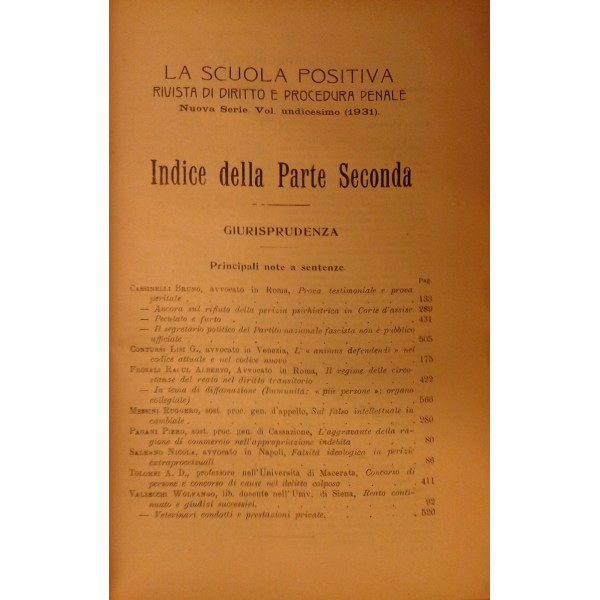 LA SCUOLA POSITIVA
RIVISTA DI DIRITTO E PROCEDURA PENALE
Nuova Serie. Vol. undicesimo (1931).
Indice della Parte Seconda
GIURISPRUDENZA
Principali note a sentenze.
Pag.
CASSINELLI BRUNO, avvocato in Roma, Prova testimoniale e prova
peritale . . . 133
— Ancora sul rifiuto della perizia psichiatrica in Corte d'assise. 289
— Peculato e furto . . . 431
— Il segretario politico del Partito nazionale fascista non è pubblico
ufficiale . . . 505
G., avvocato in Venezia, L' « animus defendendi » nel
codice attuale e nel codice nuovo . . . 175
RAOUL ALBERTO, Avvocato in Roma, Il regime delle circo-
stanze del reato nel diritto transitorio . . . 422
— In tema di diffamazione (Immunità; « più persone »; organo
collegiale) . . . 566
RUGGERO, sost. proc. gen. d'appello, Sul falso intellettuale in
cambiale . . . 280
PAGANI PIERO, sost. proc. gen. di Cassazione, L'aggravante della ra-
gione di commercio nell'appropriazione indebita . . . 80
SALERNO NICOLA, avvocato in Napoli, Falsità ideologica in perizie
extraprocessuali . . . 86
TOLOMEI A. D., professore nell'Università di Macerata, Concorso di
persone e concorso di cause nel delitto colposo . . . 411
VALSECCHI WOLFANGO, lib. docente nell'Univ. di Siena, Reato conti-
nuato e giudizi successivi. . . . 92
— Veterinari condotti e prestazioni private, . . . 520